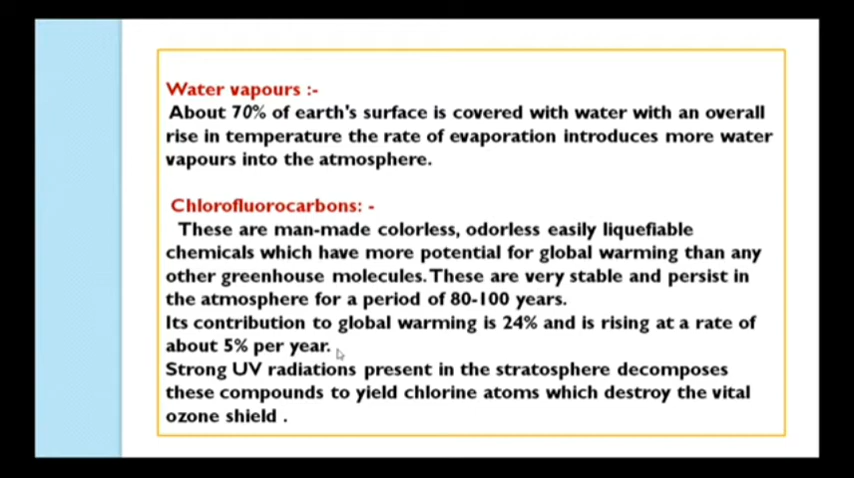 Water vapours :-
About 70% of earth's surface is covered with water with an overall
rise in temperature the rate of evaporation introduces more water
vapours into the atmosphere.
Chlorofluorocarbons: -
These are man-made colorless, odorless easily liquefiable
chemicals which have more potential for global warming than any
other greenhouse molecules. These are very stable and persist in
the atmosphere for a period of 80-100 years.
Its contribution to global warming is 24% and is rising at a rate of
about 5% per year.
Strong UV radiations present in the stratosphere decomposes
these compounds to yield chlorine atoms which destroy the vital
ozone shield .